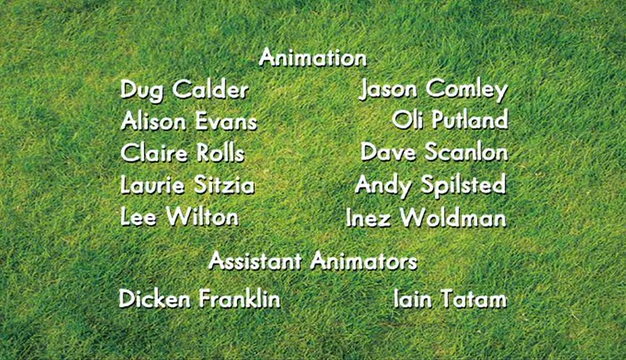 Animation
Dug Calder Jason Comley
Alison Evans Oli Putland
Claire Rolls Dave Scanlon
Laurie Sitzia Andy Spilsted
Lee Wilton Inez Woldman
Assistant Animators
Dicken Franklin Iain Tatam